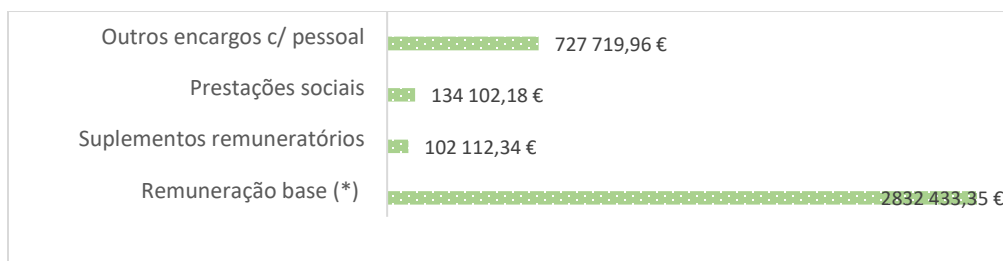 Outros encargos c/ pessoal 727 719,96 €
Prestações sociais 134 102,18 €
Suplementos remuneratórios 102 112,34 €
Remuneração base (*) 2832 433,35 €